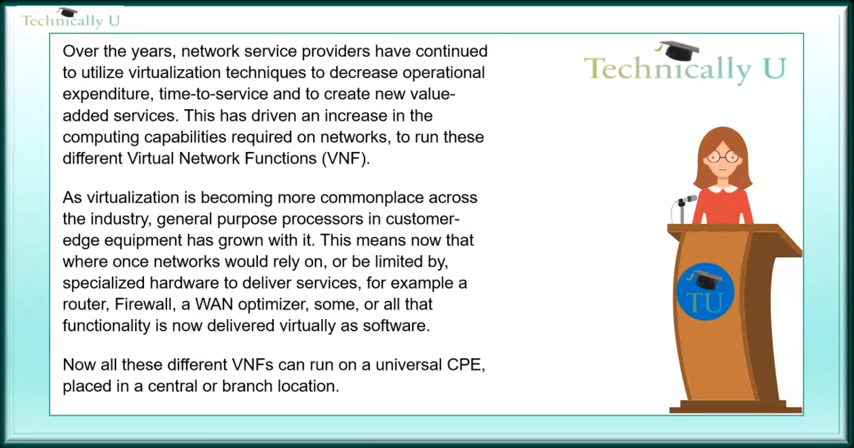 Technically U
Technically U
Over the years, network service providers have continued
to utilize virtualization techniques to decrease operational
expenditure, time-to-service and to create new value-
added services. This has driven an increase in the
computing capabilities required on networks, to run these
different Virtual Network Functions (VNF).
As virtualization is becoming more commonplace across
the industry, general purpose processors in customer-
edge equipment has grown with it. This means now that
where once networks would rely on, or be limited by,
specialized hardware to deliver services, for example a
router, Firewall, a WAN optimizer, some, or all that
functionality is now delivered virtually as software.
Now all these different VNFs can run on a universal CPE,
placed in a central or branch location.
TU